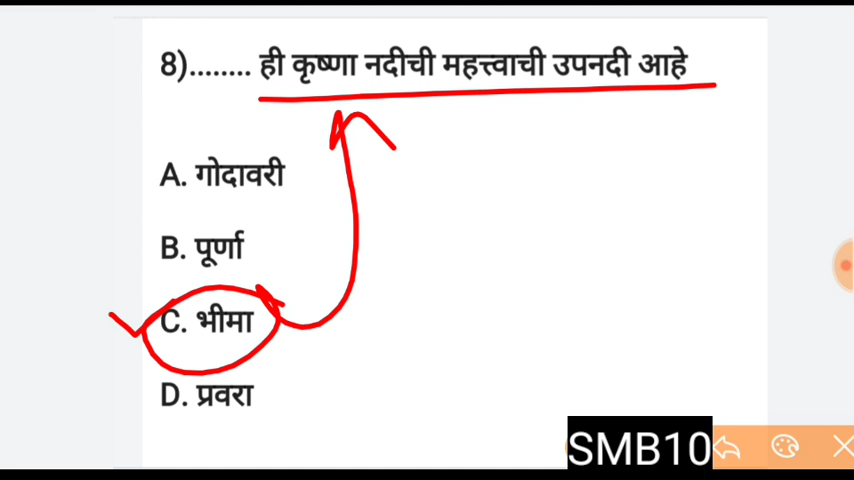 8)........ ही कृष्णा नदीची महत्त्वाची उपनदी आहे
A. गोदावरी
B. पूर्णा
C. भीमा
D. प्रवरा
SMB10